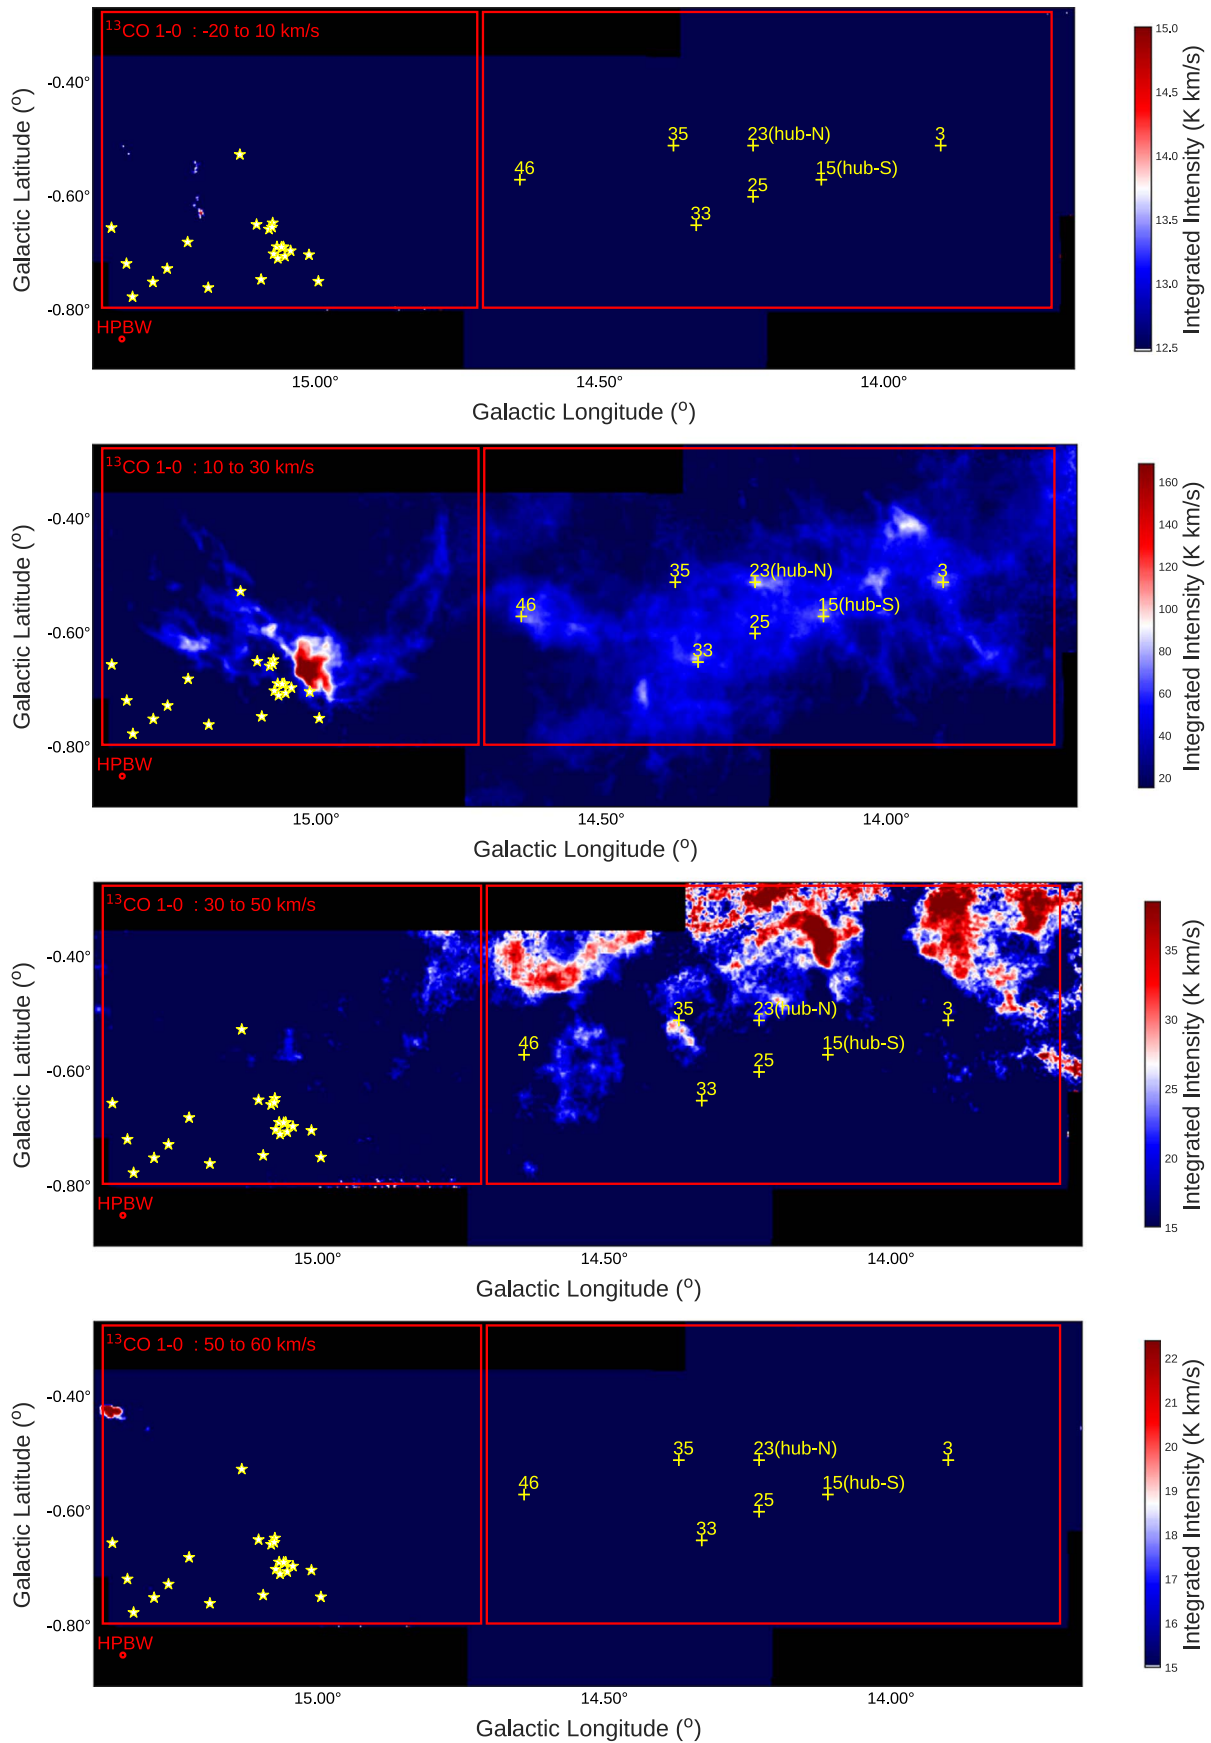 ¹³CO 1-0 : -20 to 10 km/s
35
23(hub-N)
3
46
25
15(hub-S)
33
HPBW
-0.40°
-0.60°
-0.80°
Galactic Latitude (°)
15.00°
14.50°
14.00°
Galactic Longitude (°)
15.0
14.5
14.0
13.5
13.0
12.5
Integrated Intensity (K km/s)
¹³CO 1-0 : 10 to 30 km/s
35
23(hub-N)
3
46
25
15(hub-S)
33
HPBW
-0.40°
-0.60°
-0.80°
Galactic Latitude (°)
15.00°
14.50°
14.00°
Galactic Longitude (°)
160
140
120
100
80
60
40
20
Integrated Intensity (K km/s)
¹³CO 1-0 : 30 to 50 km/s
35
23(hub-N)
3
46
25
15(hub-S)
33
HPBW
-0.40°
-0.60°
-0.80°
Galactic Latitude (°)
15.00°
14.50°
14.00°
Galactic Longitude (°)
35
30
25
20
15
Integrated Intensity (K km/s)
¹³CO 1-0 : 50 to 60 km/s
35
23(hub-N)
3
46
25
15(hub-S)
33
HPBW
-0.40°
-0.60°
-0.80°
Galactic Latitude (°)
15.00°
14.50°
14.00°
Galactic Longitude (°)
22
21
20
19
18
17
16
15
Integrated Intensity (K km/s)